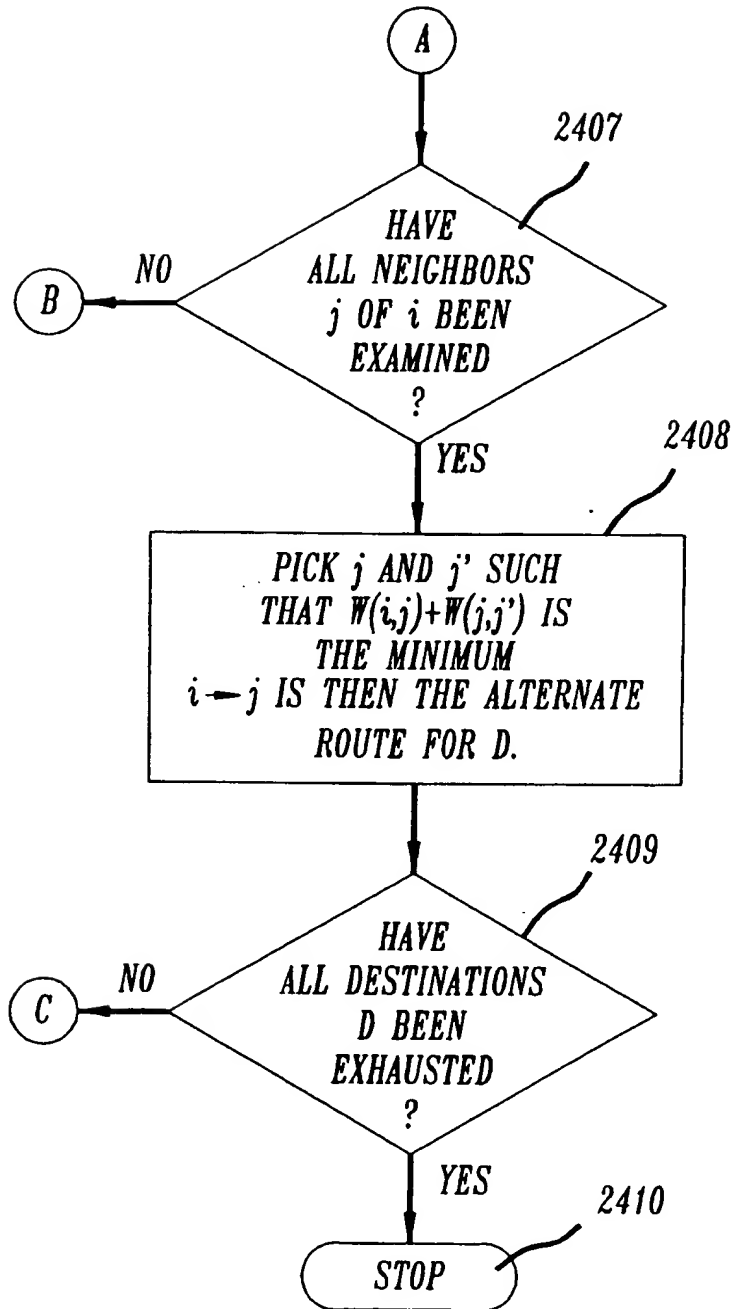 A
2407
HAVE
ALL NEIGHBORS
j OF i BEEN
EXAMINED
?
NO
B
YES
2408
PICK j AND j' SUCH
THAT W(i,j)+W(j,j') IS
THE MINIMUM
i→j IS THEN THE ALTERNATE
ROUTE FOR D.
2409
HAVE
ALL DESTINATIONS
D BEEN
EXHAUSTED
?
NO
C
YES
2410
STOP